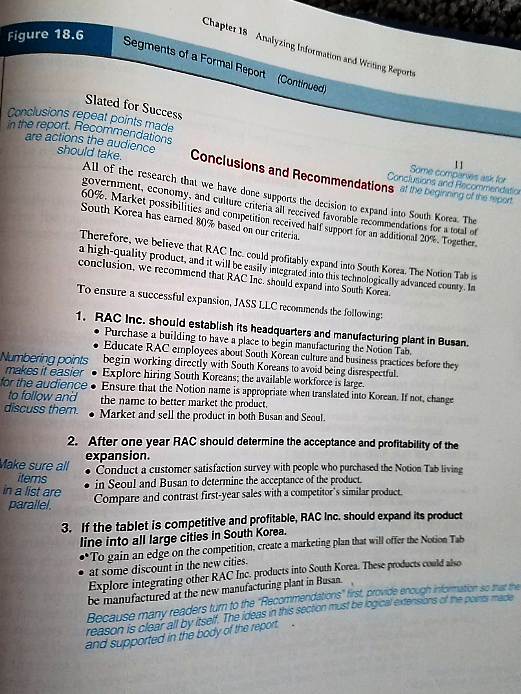 Chapter 18 Analyzing Information and Writing Reports
Figure 18.6
Segments of a Formal Report (Continued)
Slated for Success
11
Conclusions repeat points made
in the report. Recommendations
are actions the audience
should take.
Conclusions and Recommendations
Some companies ask for
Conclusions and Recommendation
at the beginning of the report.
All of the research that we have done supports the decision to expand into South Korea. The
government, economy, and culture criteria all received favorable recommendations for a total of
60%. Market possibilities and competition received half support for an additional 20%. Together,
South Korea has earned 80% based on our criteria.
Therefore, we believe that RAC Inc. could profitably expand into South Korea. The Notion Tab is
a high-quality product, and it will be easily integrated into this technologically advanced county. In
conclusion, we recommend that RAC Inc. should expand into South Korea.
To ensure a successful expansion, JASS LLC recommends the following:
1. RAC Inc. should establish its headquarters and manufacturing plant in Busan.
• Purchase a building to have a place to begin manufacturing the Notion Tab.
• Educate RAC employees about South Korean culture and business practices before they
begin working directly with South Koreans to avoid being disrespectful.
• Explore hiring South Koreans; the available workforce is large.
• Ensure that the Notion name is appropriate when translated into Korean. If not, change
the name to better market the product.
• Market and sell the product in both Busan and Seoul.
Numbering points
makes it easier
for the audience
to follow and
discuss them.
2. After one year RAC should determine the acceptance and profitability of the
expansion.
• Conduct a customer satisfaction survey with people who purchased the Notion Tab living
• in Seoul and Busan to determine the acceptance of the product.
Compare and contrast first-year sales with a competitor's similar product.
Make sure all
items
in a list are
parallel.
3. If the tablet is competitive and profitable, RAC Inc. should expand its product
line into all large cities in South Korea.
• To gain an edge on the competition, create a marketing plan that will offer the Notion Tab
• at some discount in the new cities.
Explore integrating other RAC Inc. products into South Korea. These products could also
be manufactured at the new manufacturing plant in Busan.
Because many readers turn to the "Recommendations" first, provide enough information so that the
reason is clear all by itself. The ideas in this section must be logical extensions of the points made
and supported in the body of the report.